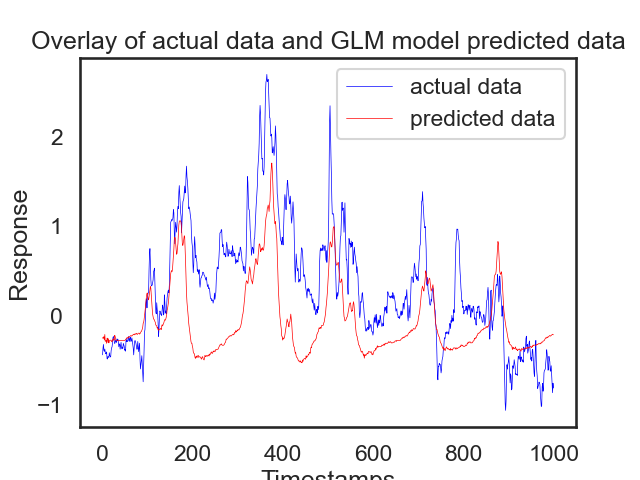 Overlay of actual data and GLM model predicted data
actual data
predicted data
Response
2
1
0
−1
0
200
400
600
800
1000
Timestamps